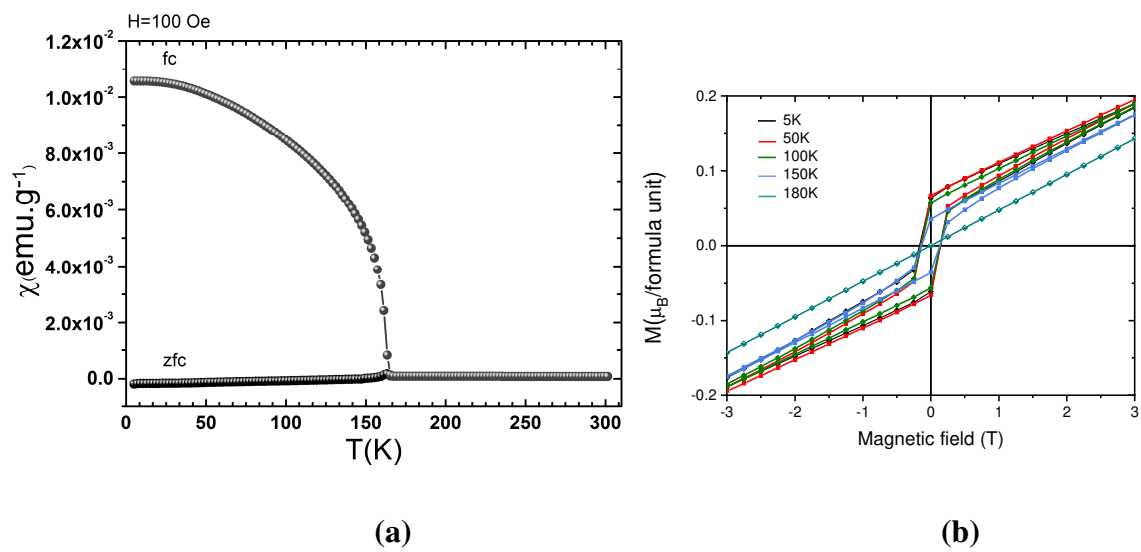 H=100 Oe
fc
zfc
χ(emu.g⁻¹)
1.2x10⁻²
1.0x10⁻²
8.0x10⁻³
6.0x10⁻³
4.0x10⁻³
2.0x10⁻³
0.0
0 50 100 150 200 250 300
T(K)
(a)
5K
50K
100K
150K
180K
M(μB/formula unit)
0.2
0.1
0.0
-0.1
-0.2
-3 -2 -1 0 1 2 3
Magnetic field (T)
(b)